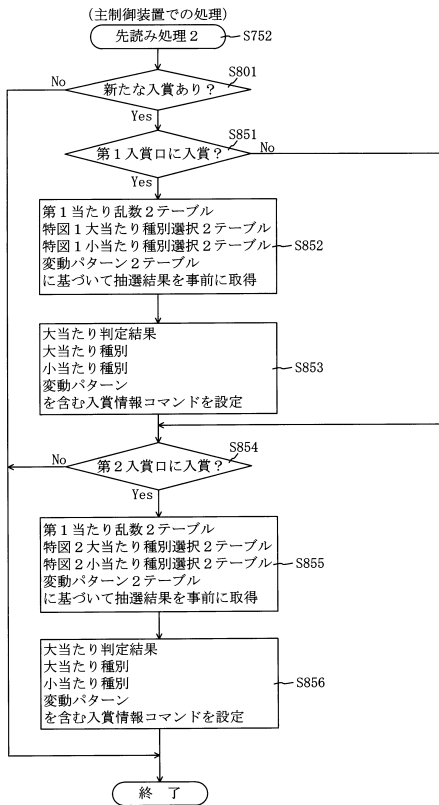 (主制御装置での処理)
先読み処理2
S752
S801
No
新たな入賞あり?
Yes
S851
第1入賞口に入賞?
No
Yes
第1当たり乱数2テーブル
特図1大当たり種別選択2テーブル
特図1小当たり種別選択2テーブル
変動パターン2テーブル
に基づいて抽選結果を事前に取得
S852
大当たり判定結果
大当たり種別
小当たり種別
変動パターン
を含む入賞情報コマンドを設定
S853
S854
No
第2入賞口に入賞?
Yes
第1当たり乱数2テーブル
特図2大当たり種別選択2テーブル
特図2小当たり種別選択2テーブル
変動パターン2テーブル
に基づいて抽選結果を事前に取得
S855
大当たり判定結果
大当たり種別
小当たり種別
変動パターン
を含む入賞情報コマンドを設定
S856
終 了